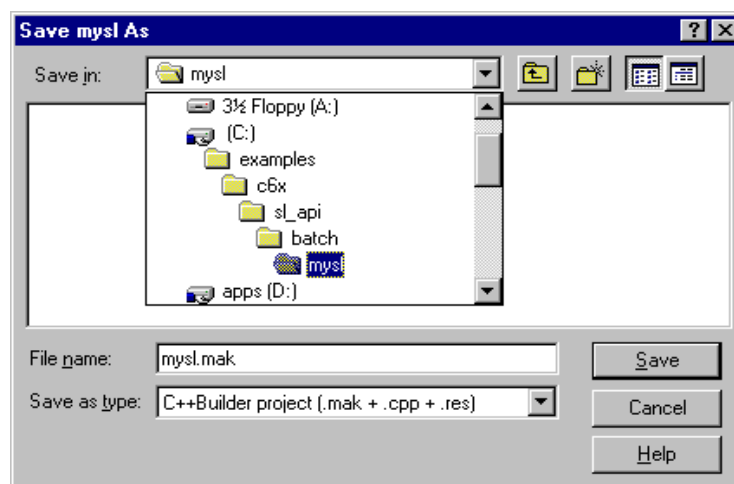 Save mysl As
Save in: mysl
3½ Floppy (A:)
(C:)
examples
c6x
sl_api
batch
mysl
apps (D:)
File name: mysl.mak Save
Save as type: C++Builder project (.mak + .cpp + .res) Cancel
Help